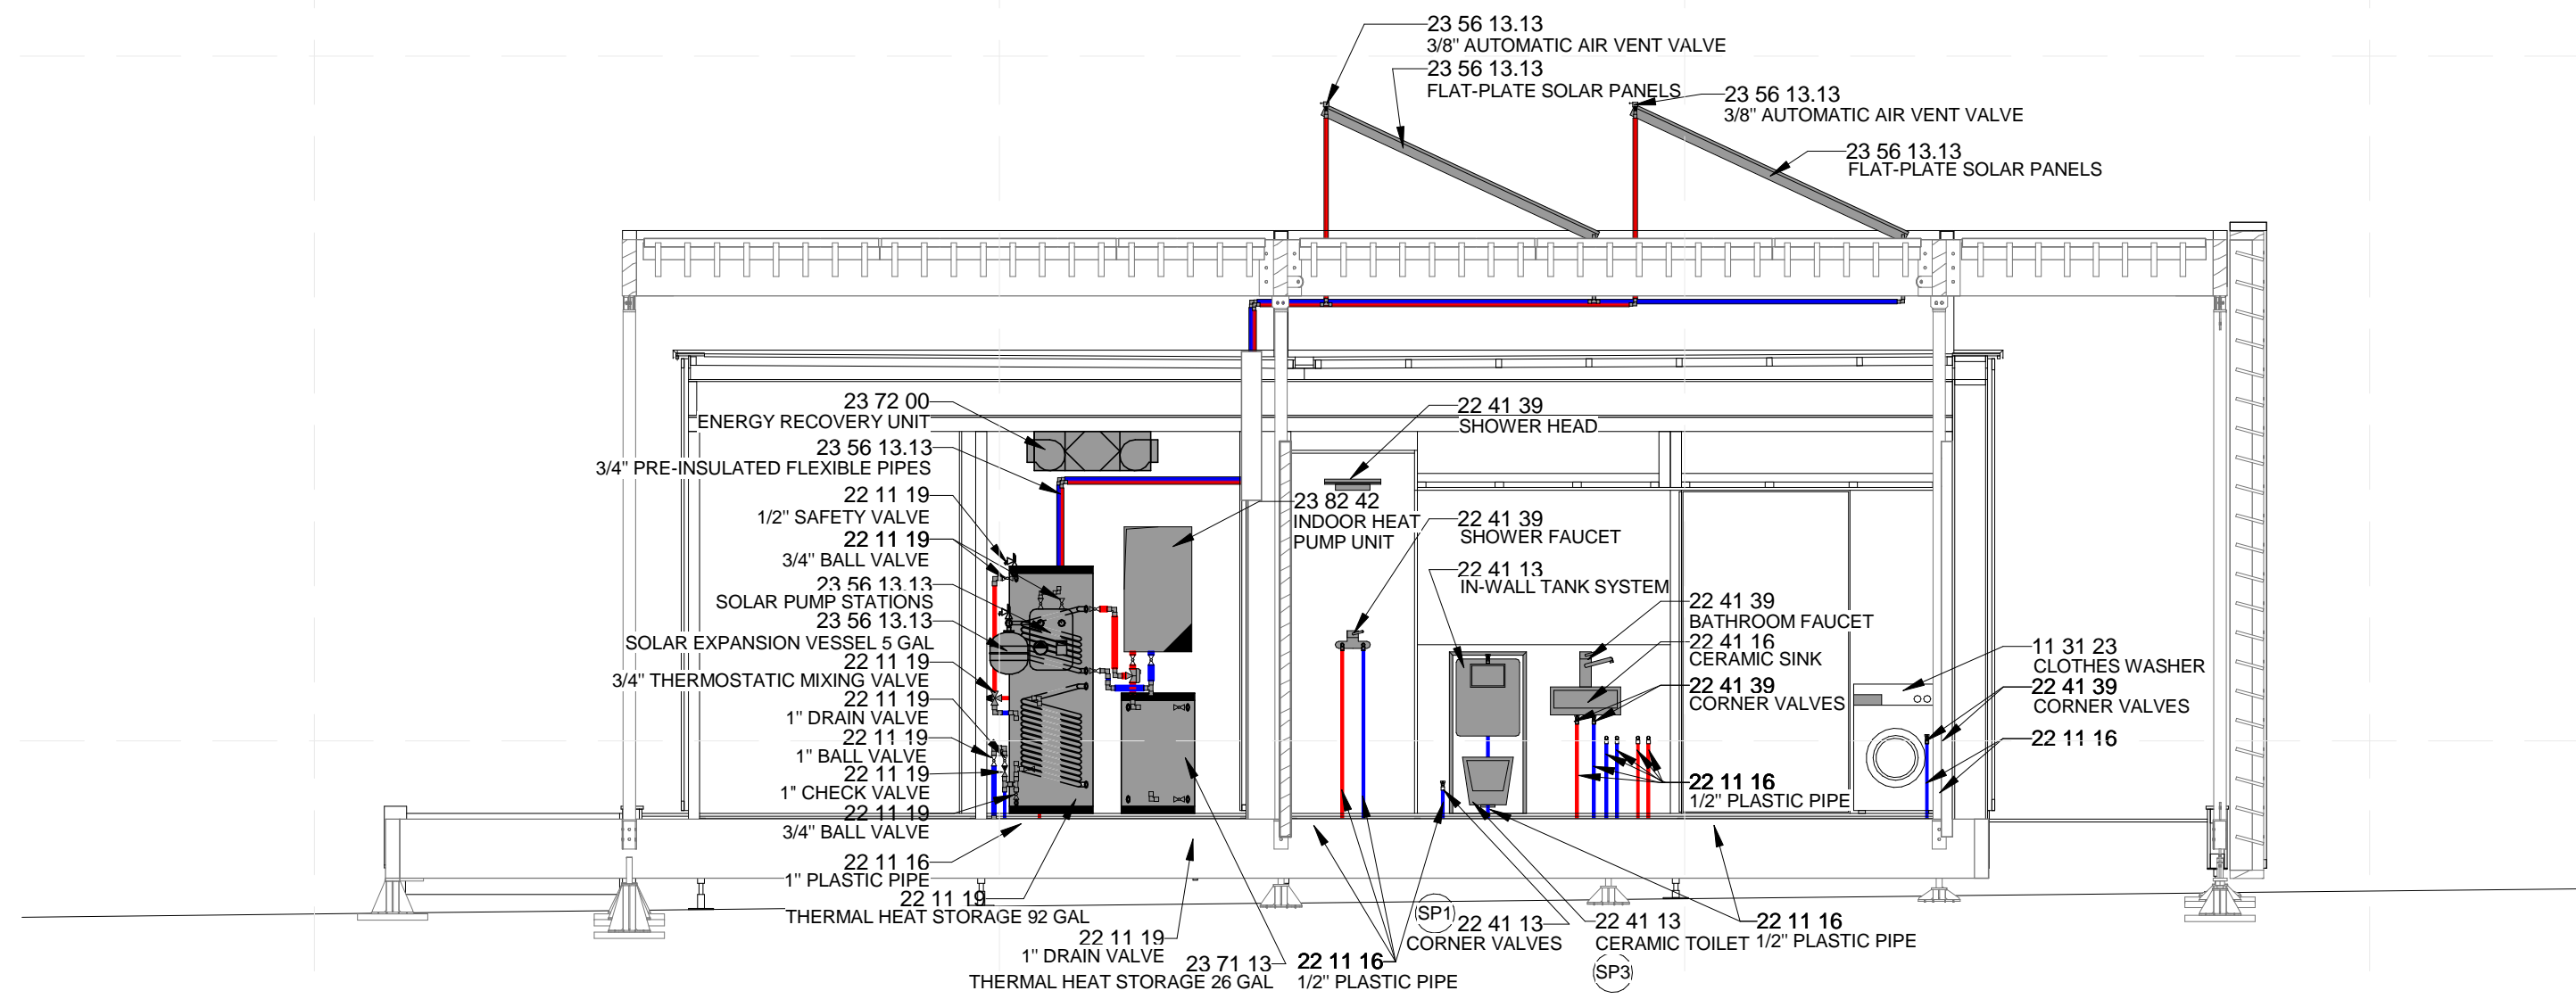 23 56 13.13
3/8" AUTOMATIC AIR VENT VALVE
23 56 13.13
FLAT-PLATE SOLAR PANELS
23 56 13.13
3/8" AUTOMATIC AIR VENT VALVE
23 56 13.13
FLAT-PLATE SOLAR PANELS
23 72 00
ENERGY RECOVERY UNIT
23 56 13.13
3/4" PRE-INSULATED FLEXIBLE PIPES
22 11 19
1/2" SAFETY VALVE
22 11 19
3/4" BALL VALVE
23 56 13.13
SOLAR PUMP STATIONS
23 56 13.13
SOLAR EXPANSION VESSEL 5 GAL
22 11 19
3/4" THERMOSTATIC MIXING VALVE
22 11 19
1" DRAIN VALVE
22 11 19
1" BALL VALVE
22 11 19
1" CHECK VALVE
22 11 19
3/4" BALL VALVE
22 11 16
1" PLASTIC PIPE
22 11 19
THERMAL HEAT STORAGE 92 GAL
22 11 19
1" DRAIN VALVE
23 71 13
THERMAL HEAT STORAGE 26 GAL
22 41 39
SHOWER HEAD
23 82 42
INDOOR HEAT
PUMP UNIT
22 41 39
SHOWER FAUCET
22 41 13
IN-WALL TANK SYSTEM
22 41 39
BATHROOM FAUCET
22 41 16
CERAMIC SINK
22 41 39
CORNER VALVES
22 11 16
1/2" PLASTIC PIPE
11 31 23
CLOTHES WASHER
22 41 39
CORNER VALVES
22 11 16
22 11 16
1/2" PLASTIC PIPE
SP1
22 41 13
CORNER VALVES
22 41 13
CERAMIC TOILET
SP3
22 11 16
1/2" PLASTIC PIPE